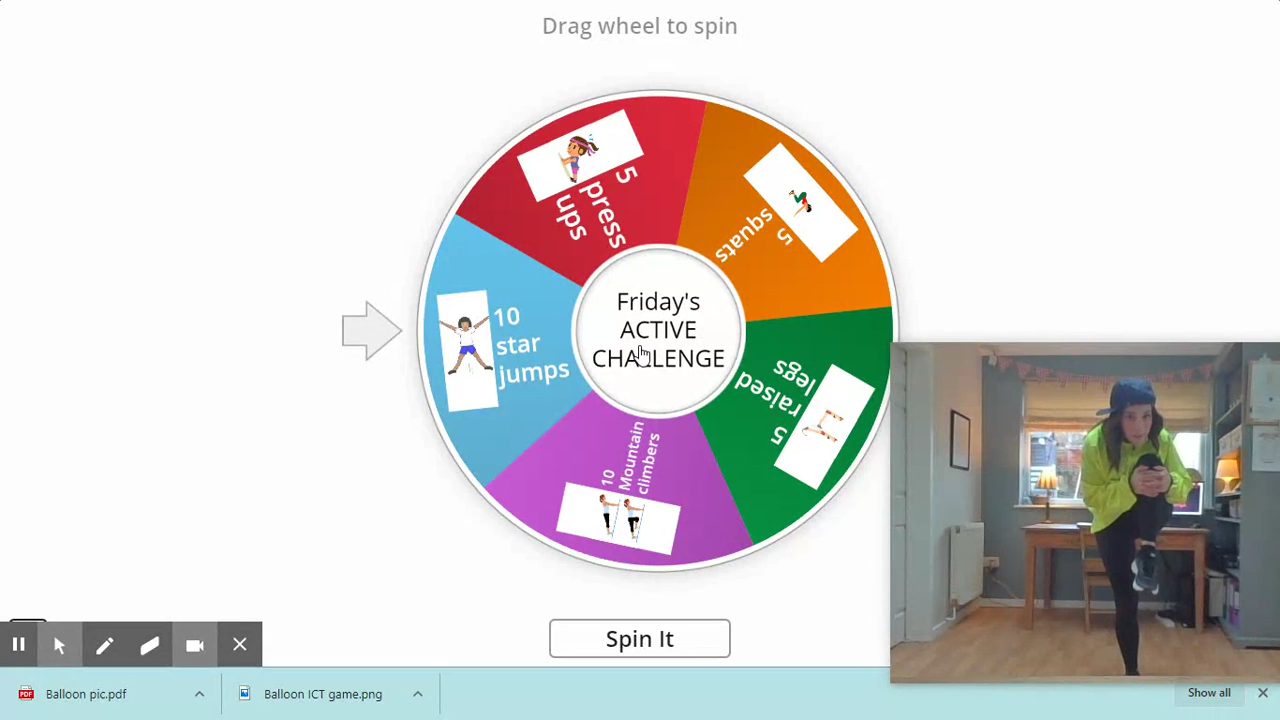 Drag wheel to spin
5
press
ups
5
squats
10
star
jumps
Friday's
ACTIVE
CHALLENGE
5
raised
legs
10
Mountain
climbers
Spin It
Balloon pic.pdf
Balloon ICT game.png
Show all